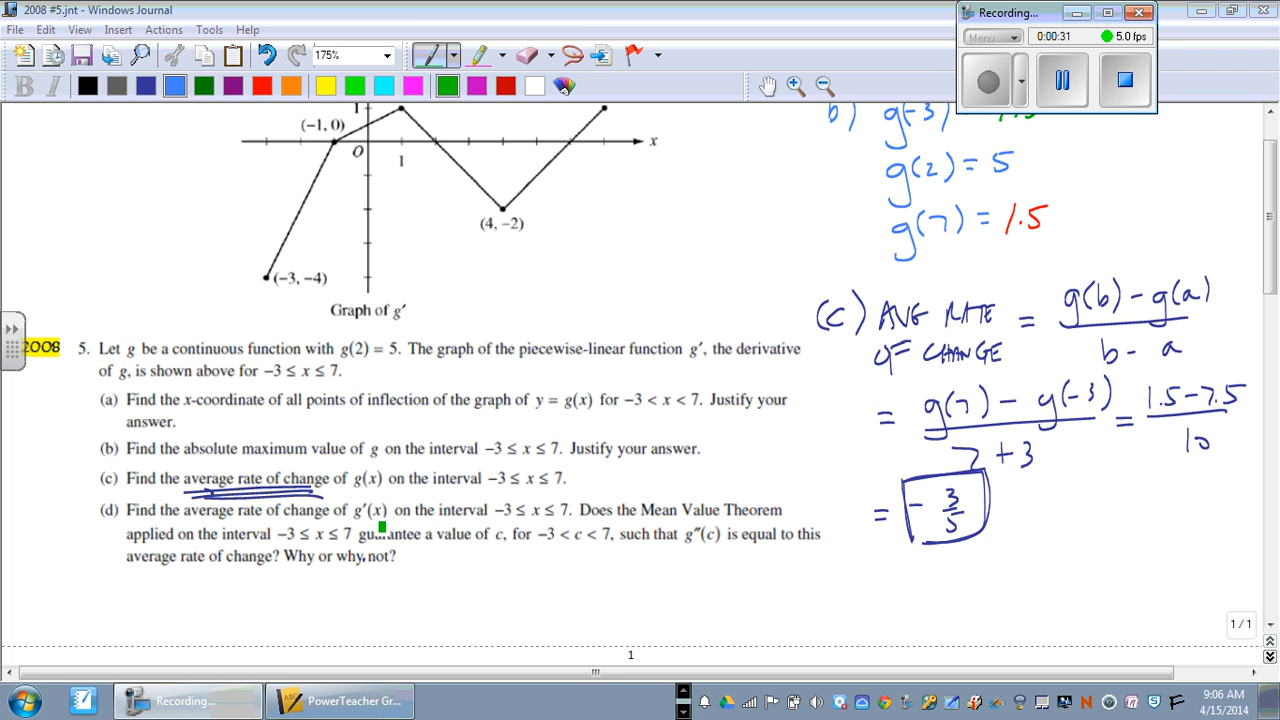 2008 #5.jnt - Windows Journal
File Edit View Insert Actions Tools Help
175%
B I
Recording...
Menu
0:00:31
5.0 fps
1
(-1, 0)
O
1
x
(4, -2)
(-3, -4)
Graph of g′
b) g(-3)
g(2) = 5
g(7) = 1.5
(c) AVG RATE OF CHANGE = g(b) - g(a) / b - a
= g(7) - g(-3) / 7 + 3 = 1.5 - 7.5 / 10
= - 3/5
2008 5. Let g be a continuous function with g(2) = 5. The graph of the piecewise-linear function g′, the derivative
of g, is shown above for −3 ≤ x ≤ 7.
(a) Find the x-coordinate of all points of inflection of the graph of y = g(x) for −3 < x < 7. Justify your
answer.
(b) Find the absolute maximum value of g on the interval −3 ≤ x ≤ 7. Justify your answer.
(c) Find the average rate of change of g(x) on the interval −3 ≤ x ≤ 7.
(d) Find the average rate of change of g′(x) on the interval −3 ≤ x ≤ 7. Does the Mean Value Theorem
applied on the interval −3 ≤ x ≤ 7 guarantee a value of c, for −3 < c < 7, such that g″(c) is equal to this
average rate of change? Why or why not?
1 / 1
1
Recording...
PowerTeacher Gr...
9:06 AM
4/15/2014